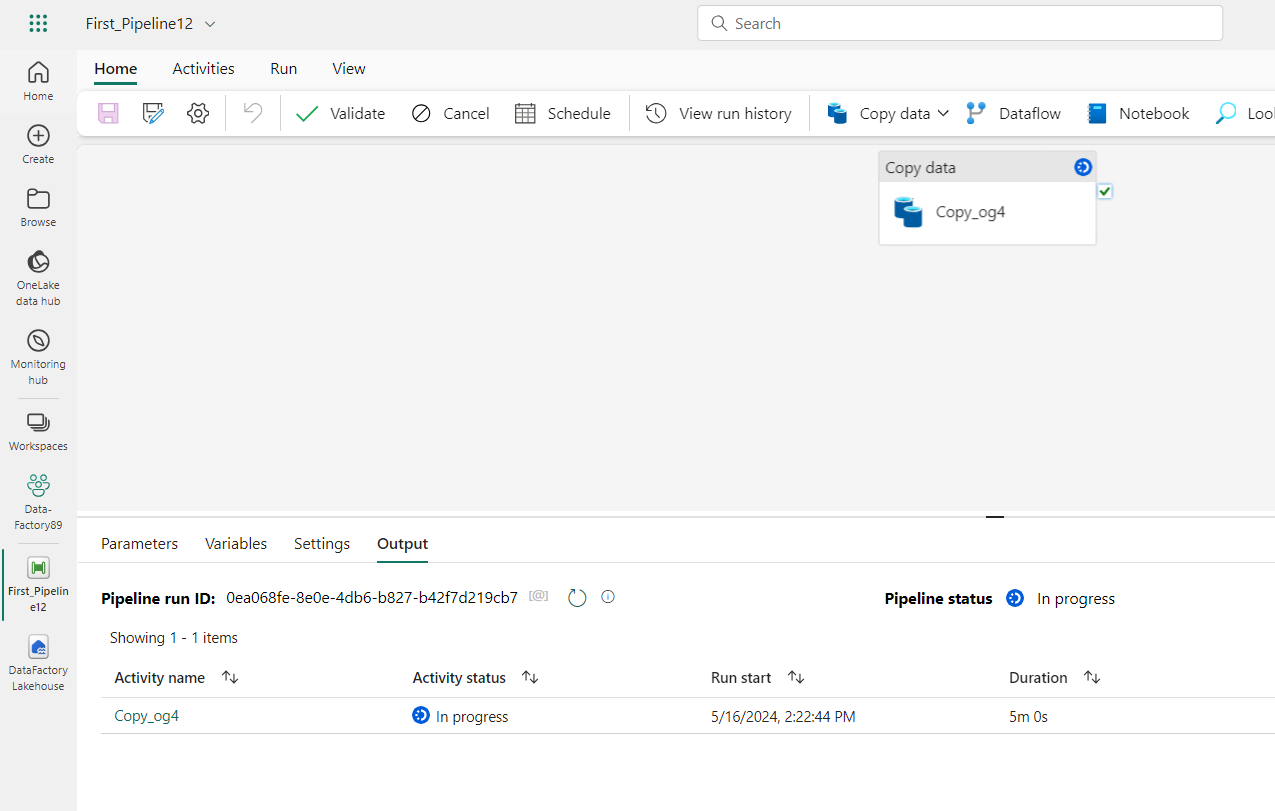 First_Pipeline12
Search
Home Activities Run View
Validate Cancel Schedule View run history Copy data Dataflow Notebook
Home
Create
Browse
OneLake
data hub
Monitoring
hub
Workspaces
Data-
Factory89
First_Pipelin
e12
DataFactory
Lakehouse
Copy data
Copy_og4
Parameters Variables Settings Output
Pipeline run ID: 0ea068fe-8e0e-4db6-b827-b42f7d219cb7 [@] Pipeline status In progress
Showing 1 - 1 items
Activity name Activity status Run start Duration
Copy_og4 In progress 5/16/2024, 2:22:44 PM 5m 0s